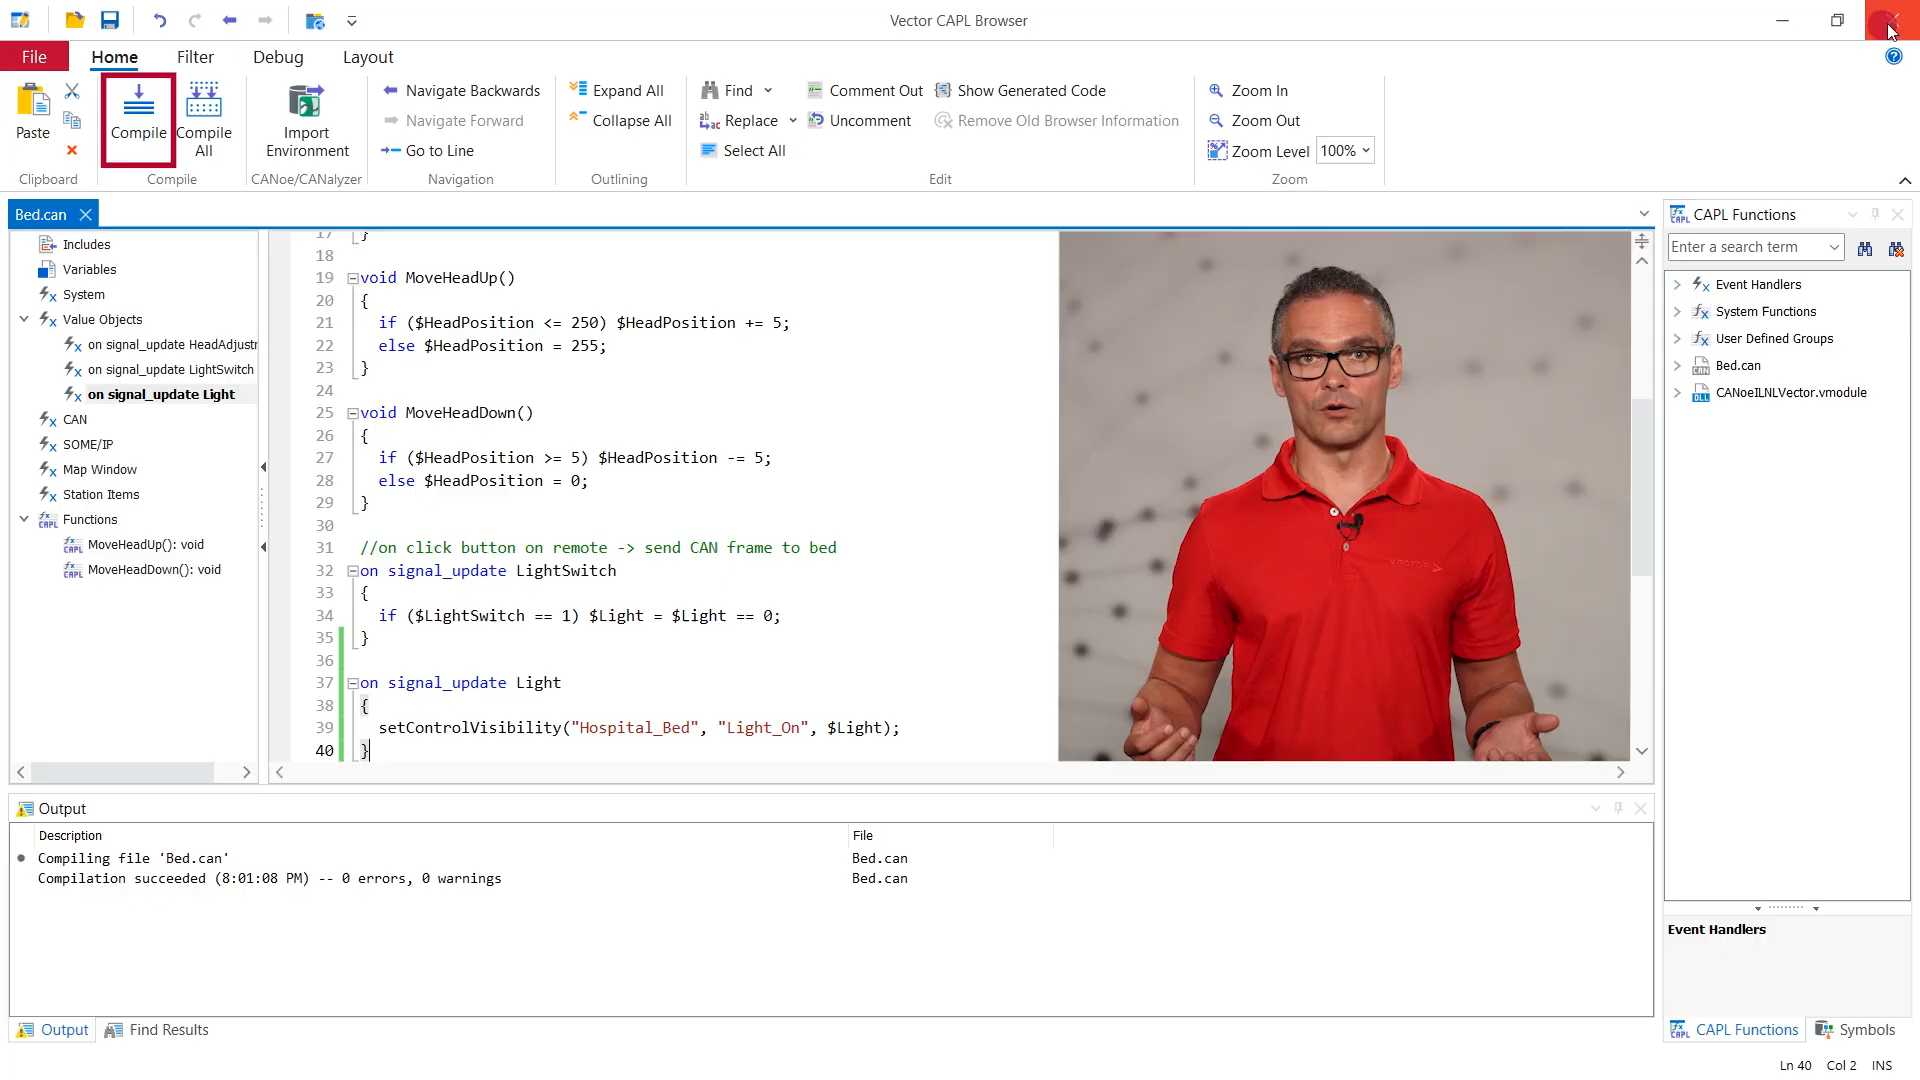 Vector CAPL Browser
File Home Filter Debug Layout
Paste
Clipboard
Compile
Compile All
Compile
Import Environment
CANoe/CANalyzer
Navigate Backwards
Navigate Forward
Go to Line
Navigation
Expand All
Collapse All
Outlining
Find
Replace
Select All
Comment Out
Uncomment
Show Generated Code
Remove Old Browser Information
Edit
Zoom In
Zoom Out
Zoom Level 100%
Zoom
Bed.can
Includes
Variables
System
Value Objects
on signal_update HeadAdjustr
on signal_update LightSwitch
on signal_update Light
CAN
SOME/IP
Map Window
Station Items
Functions
MoveHeadUp(): void
MoveHeadDown(): void
17 }
18
19 void MoveHeadUp()
20 {
21 if ($HeadPosition <= 250) $HeadPosition += 5;
22 else $HeadPosition = 255;
23 }
24
25 void MoveHeadDown()
26 {
27 if ($HeadPosition >= 5) $HeadPosition -= 5;
28 else $HeadPosition = 0;
29 }
30
31 //on click button on remote -> send CAN frame to bed
32 on signal_update LightSwitch
33 {
34 if ($LightSwitch == 1) $Light = $Light == 0;
35 }
36
37 on signal_update Light
38 {
39 setControlVisibility("Hospital_Bed", "Light_On", $Light);
40 }
VECTOR
CAPL Functions
Enter a search term
Event Handlers
System Functions
User Defined Groups
Bed.can
CANoeILNLVector.vmodule
Event Handlers
CAPL Functions Symbols
Output
Description File
Compiling file 'Bed.can' Bed.can
Compilation succeeded (8:01:08 PM) -- 0 errors, 0 warnings Bed.can
Output Find Results
Ln 40 Col 2 INS